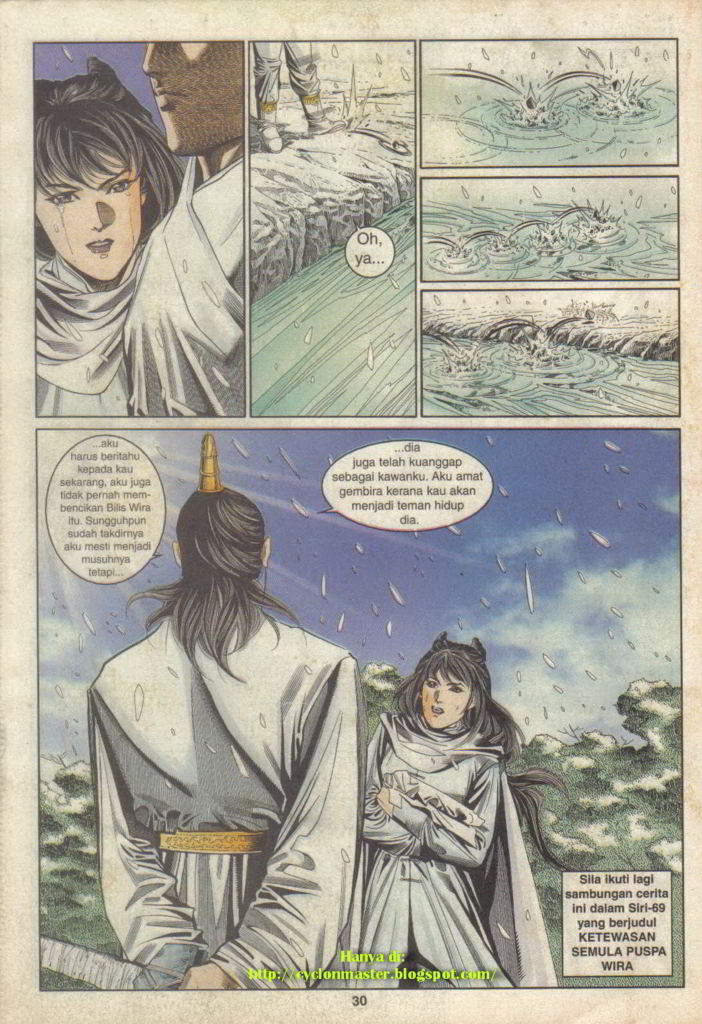 Oh,
ya...
...aku
harus beritahu
kepada kau
sekarang, aku juga
tidak pernah mem-
bencikan Bilis Wira
itu. Sungguhpun
sudah takdirnya
aku mesti menjadi
musuhnya
tetapi...
...dia
juga telah kuanggap
sebagai kawanku. Aku amat
gembira kerana kau akan
menjadi teman hidup
dia.
Sila ikuti lagi
sambungan cerita
ini dalam Siri-69
yang berjudul
KETEWASAN
SEMULA PUSPA
WIRA
Hanya di:
http://cyclonmaster.blogspot.com/
30